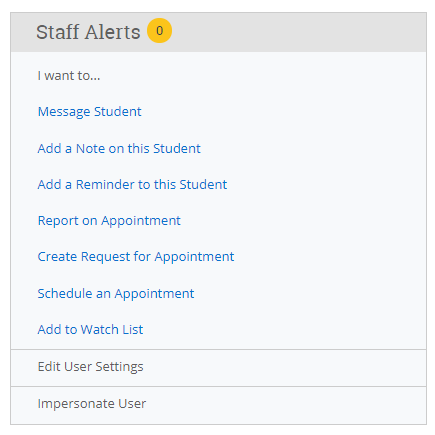 Staff Alerts 0
I want to...
Message Student
Add a Note on this Student
Add a Reminder to this Student
Report on Appointment
Create Request for Appointment
Schedule an Appointment
Add to Watch List
Edit User Settings
Impersonate User